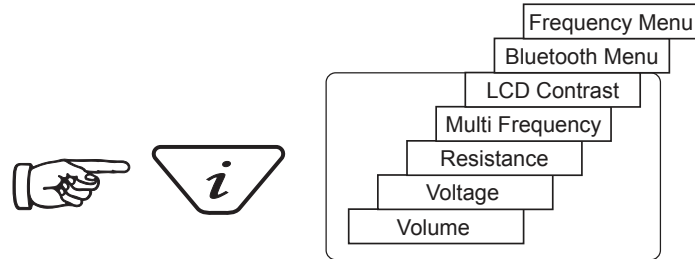 Frequency Menu
Bluetooth Menu
LCD Contrast
Multi Frequency
Resistance
Voltage
i
Volume